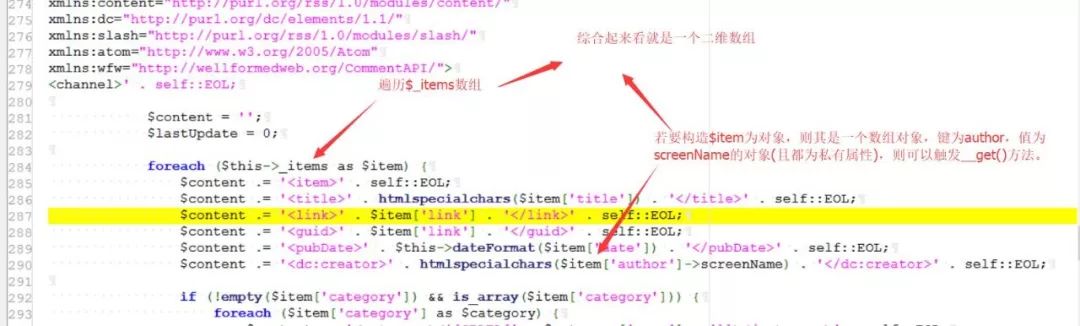 274 xmlns:content="http://purl.org/rss/1.0/modules/content/"
275 xmlns:dc="http://purl.org/dc/elements/1.1/"
276 xmlns:slash="http://purl.org/rss/1.0/modules/slash/"
277 xmlns:atom="http://www.w3.org/2005/Atom"
278 xmlns:wfw="http://wellformedweb.org/CommentAPI/">
279 <channel>' . self::EOL;
280
281 $content = '';
282 $lastUpdate = 0;
283
284 foreach ($this->_items as $item) {
285 $content .= '<item>' . self::EOL;
286 $content .= '<title>' . htmlspecialchars($item['title']) . '</title>' . self::EOL;
287 $content .= '<link>' . $item['link'] . '</link>' . self::EOL;
288 $content .= '<guid>' . $item['link'] . '</guid>' . self::EOL;
289 $content .= '<pubDate>' . $this->dateFormat($item['date']) . '</pubDate>' . self::EOL;
290 $content .= '<dc:creator>' . htmlspecialchars($item['author']->screenName) . '</dc:creator>' . self::EOL;
291
292 if (!empty($item['category']) && is_array($item['category'])) {
293 foreach ($item['category'] as $category) {
综合起来看就是一个二维数组
遍历$_items数组
若要构造$item为对象，则其是一个数组对象，键为author，值为
screenName的对象(且都为私有属性)，则可以触发__get()方法。